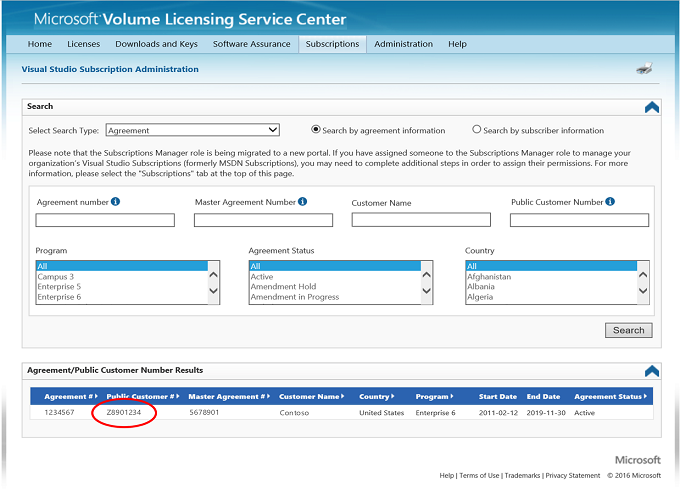 Microsoft Volume Licensing Service Center
Home Licenses Downloads and Keys Software Assurance Subscriptions Administration Help
Visual Studio Subscription Administration
Search
Select Search Type: Agreement Search by agreement information Search by subscriber information
Please note that the Subscriptions Manager role is being migrated to a new portal. If you have assigned someone to the Subscriptions Manager role to manage your
organization's Visual Studio Subscriptions (formerly MSDN Subscriptions), you may need to complete additional steps in order to assign their permissions. For more
information, please select the "Subscriptions" tab at the top of this page.
Agreement number Master Agreement Number Customer Name Public Customer Number
Program Agreement Status Country
All All All
Campus 3 Active Afghanistan
Enterprise 5 Amendment Hold Albania
Enterprise 6 Amendment in Progress Algeria
Search
Agreement/Public Customer Number Results
Agreement # Public Customer # Master Agreement # Customer Name Country Program Start Date End Date Agreement Status
1234567 Z8901234 5678901 Contoso United States Enterprise 6 2011-02-12 2019-11-30 Active
Microsoft
Help | Terms of Use | Trademarks | Privacy Statement © 2016 Microsoft